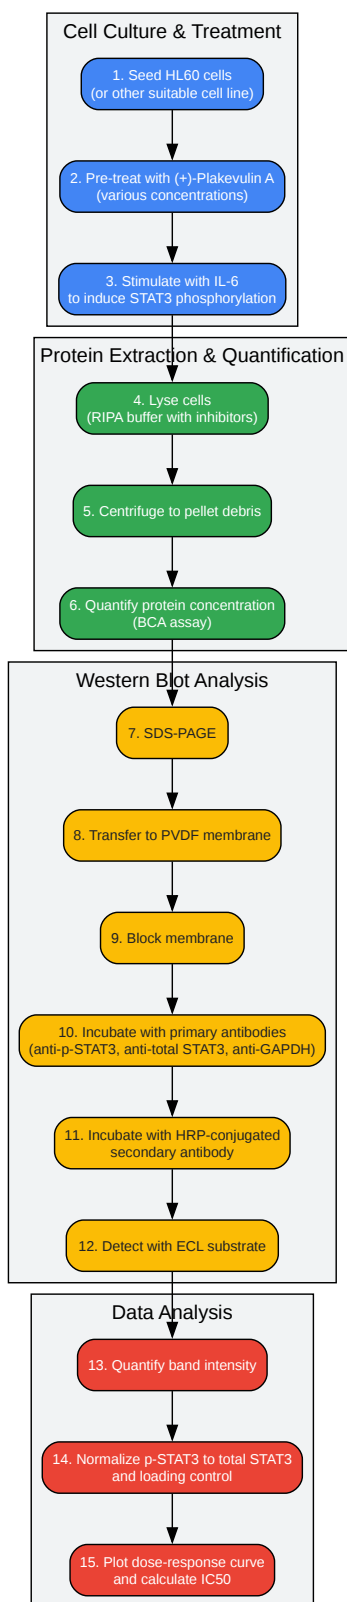 Cell Culture & Treatment
1. Seed HL60 cells
(or other suitable cell line)
2. Pre-treat with (+)-Plakevulin A
(various concentrations)
3. Stimulate with IL-6
to induce STAT3 phosphorylation
Protein Extraction & Quantification
4. Lyse cells
(RIPA buffer with inhibitors)
5. Centrifuge to pellet debris
6. Quantify protein concentration
(BCA assay)
Western Blot Analysis
7. SDS-PAGE
8. Transfer to PVDF membrane
9. Block membrane
10. Incubate with primary antibodies
(anti-p-STAT3, anti-total STAT3, anti-GAPDH)
11. Incubate with HRP-conjugated
secondary antibody
12. Detect with ECL substrate
Data Analysis
13. Quantify band intensity
14. Normalize p-STAT3 to total STAT3
and loading control
15. Plot dose-response curve
and calculate IC50